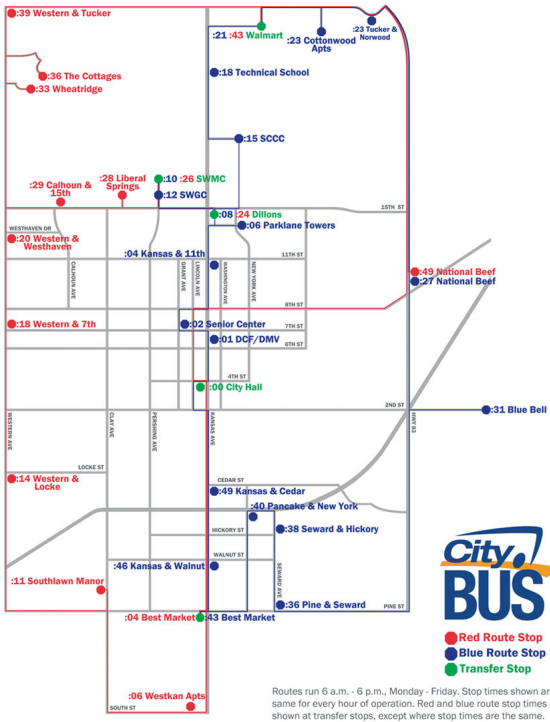 :39 Western & Tucker
:21 :43 Walmart
:23 Cottonwood
Apts
:23 Tucker &
Norwood
:36 The Cottages
:33 Wheatridge
:18 Technical School
:15 SCCC
:29 Calhoun &
15th
:28 Liberal
Springs
:10 :26 SWMC
:12 SWGC
15TH ST
:08 :24 Dillons
:06 Parklane Towers
WESTHAVEN DR
:20 Western &
Westhaven
:04 Kansas & 11th
11TH ST
CALHOUN AVE
GRANT AVE
LINCOLN AVE
WASHINGTON AVE
NEW YORK AVE
:49 National Beef
:27 National Beef
8TH ST
:18 Western & 7th
:02 Senior Center
7TH ST
:01 DCF/DMV
6TH ST
4TH ST
:00 City Hall
2ND ST
:31 Blue Bell
WESTERN AVE
CLAY AVE
PERSHING AVE
KANSAS AVE
HWY 83
LOCKE ST
:14 Western &
Locke
CEDAR ST
:49 Kansas & Cedar
:40 Pancake & New York
HICKORY ST
:38 Seward & Hickory
WALNUT ST
:46 Kansas & Walnut
SEWARD AVE
:11 Southlawn Manor
:36 Pine & Seward
PINE ST
:04 Best Market
:43 Best Market
:06 Westkan Apts
SOUTH ST
City
BUS
Red Route Stop
Blue Route Stop
Transfer Stop
Routes run 6 a.m. - 6 p.m., Monday - Friday. Stop times shown
same for every hour of operation. Red and blue route stop times
shown at transfer stops, except where stop times are the same.